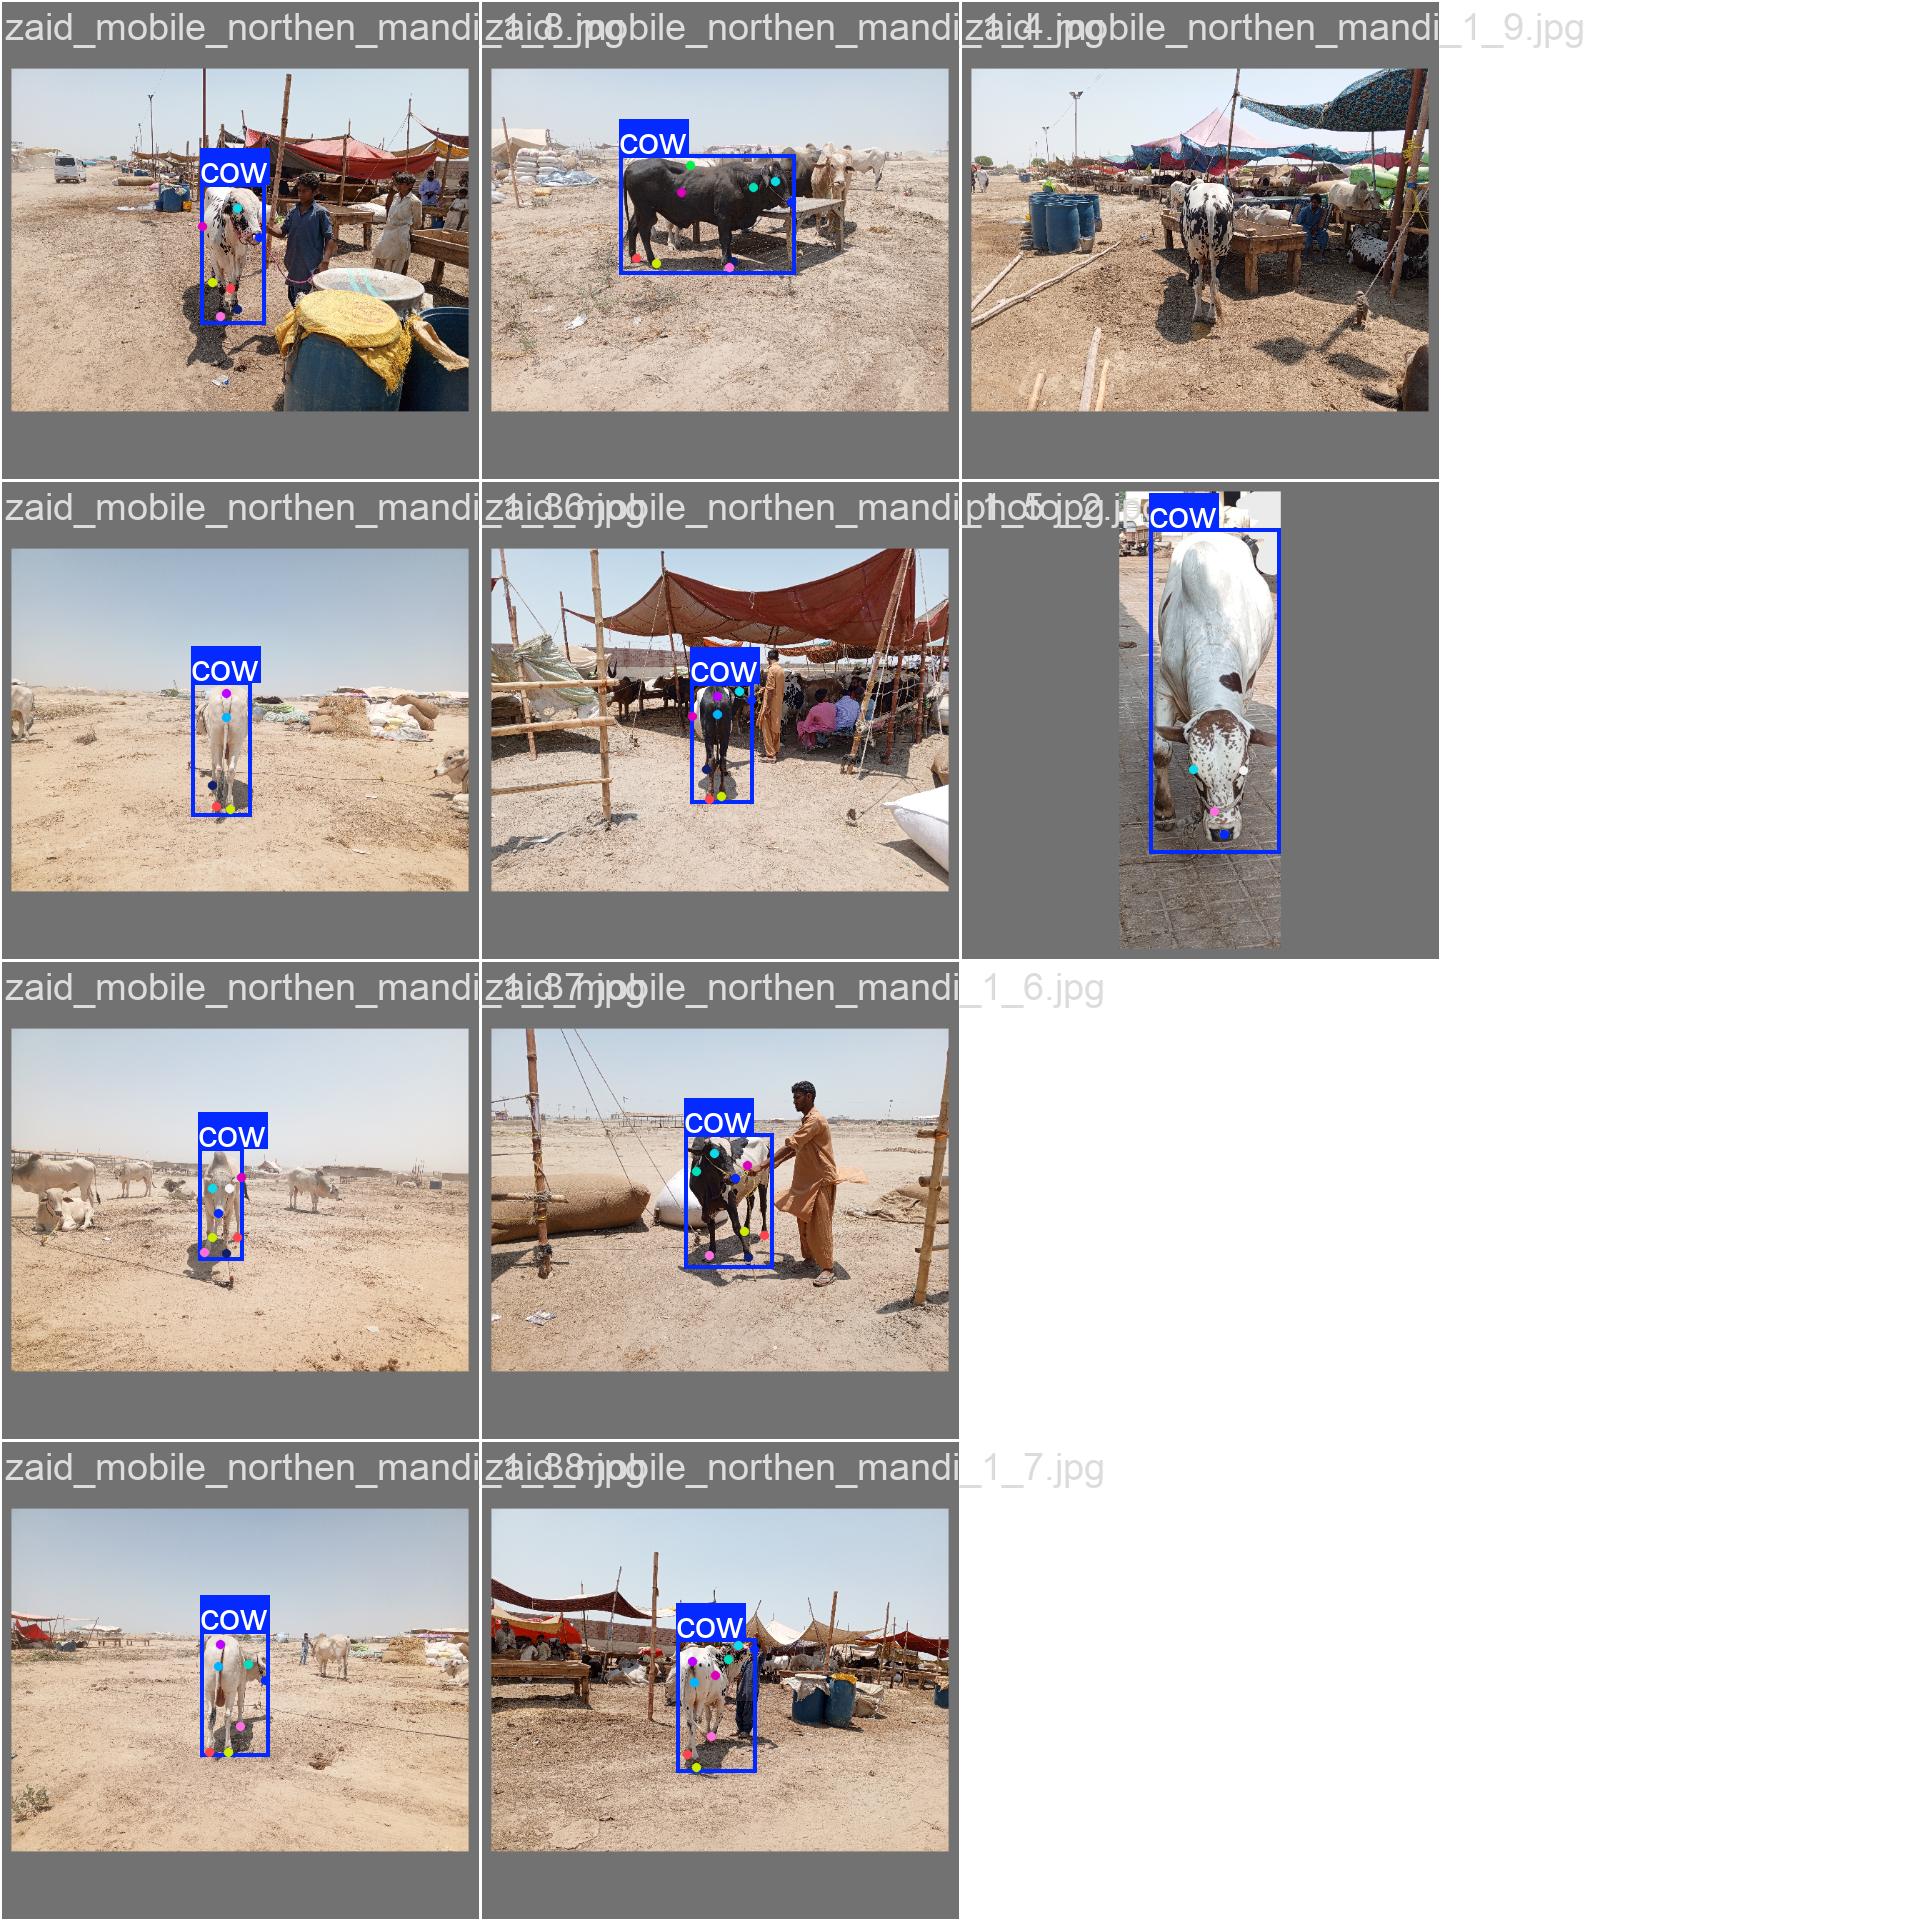 zaid_mobile_northen_mandi_1_8.jpg
zaid_mobile_northen_mandi_1_4.jpg
zaid_mobile_northen_mandi_1_9.jpg
cow
cow
zaid_mobile_northen_mandi_1_36.jpg
zaid_mobile_northen_mandi_1_5.jpg
photo_2.jpg
cow
cow
cow
zaid_mobile_northen_mandi_1_37.jpg
zaid_mobile_northen_mandi_1_6.jpg
cow
cow
zaid_mobile_northen_mandi_1_38.jpg
zaid_mobile_northen_mandi_1_7.jpg
cow
cow